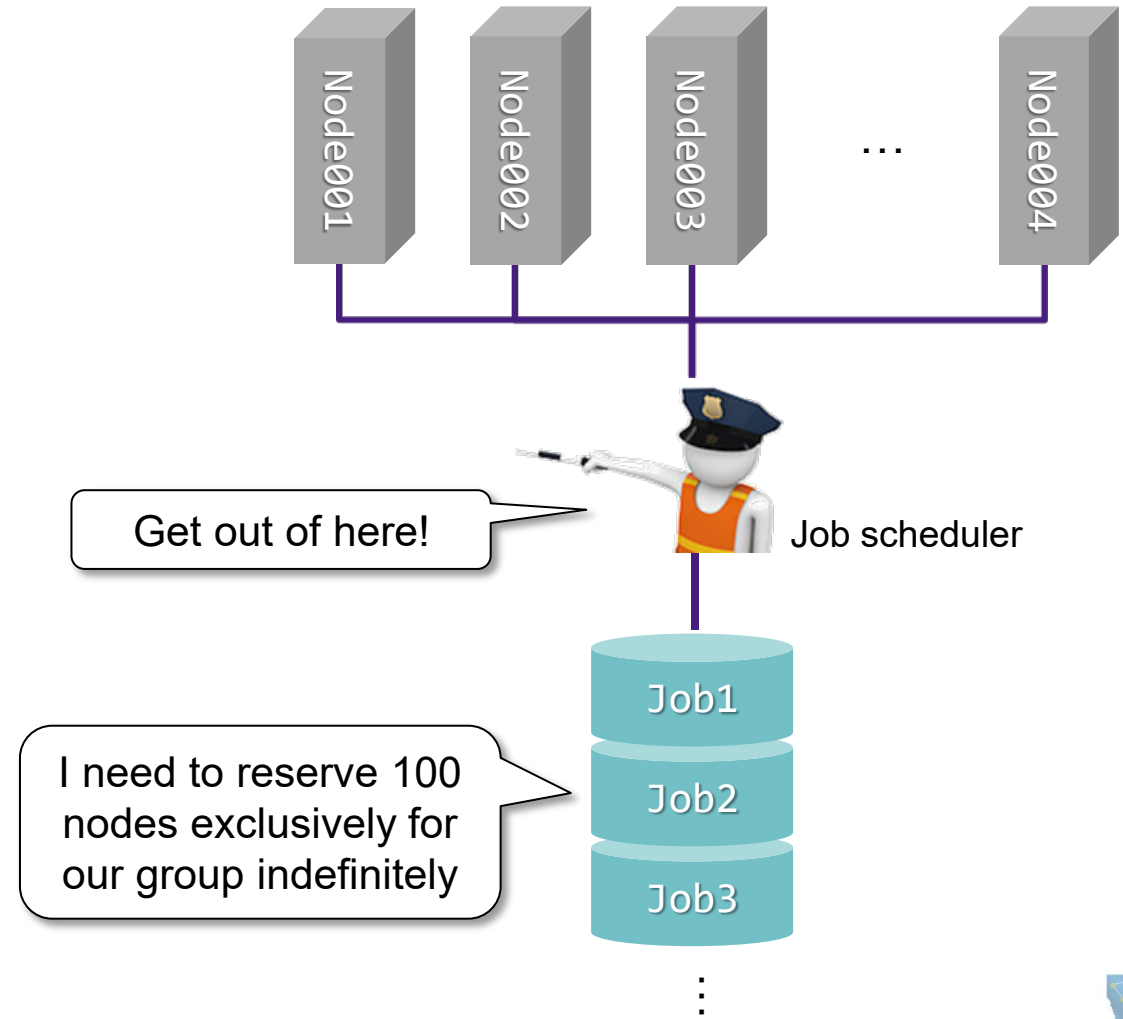 Node001
Node002
Node003
...
Node004
Get out of here!
Job scheduler
Job1
I need to reserve 100
nodes exclusively for
our group indefinitely
Job2
Job3
⋮